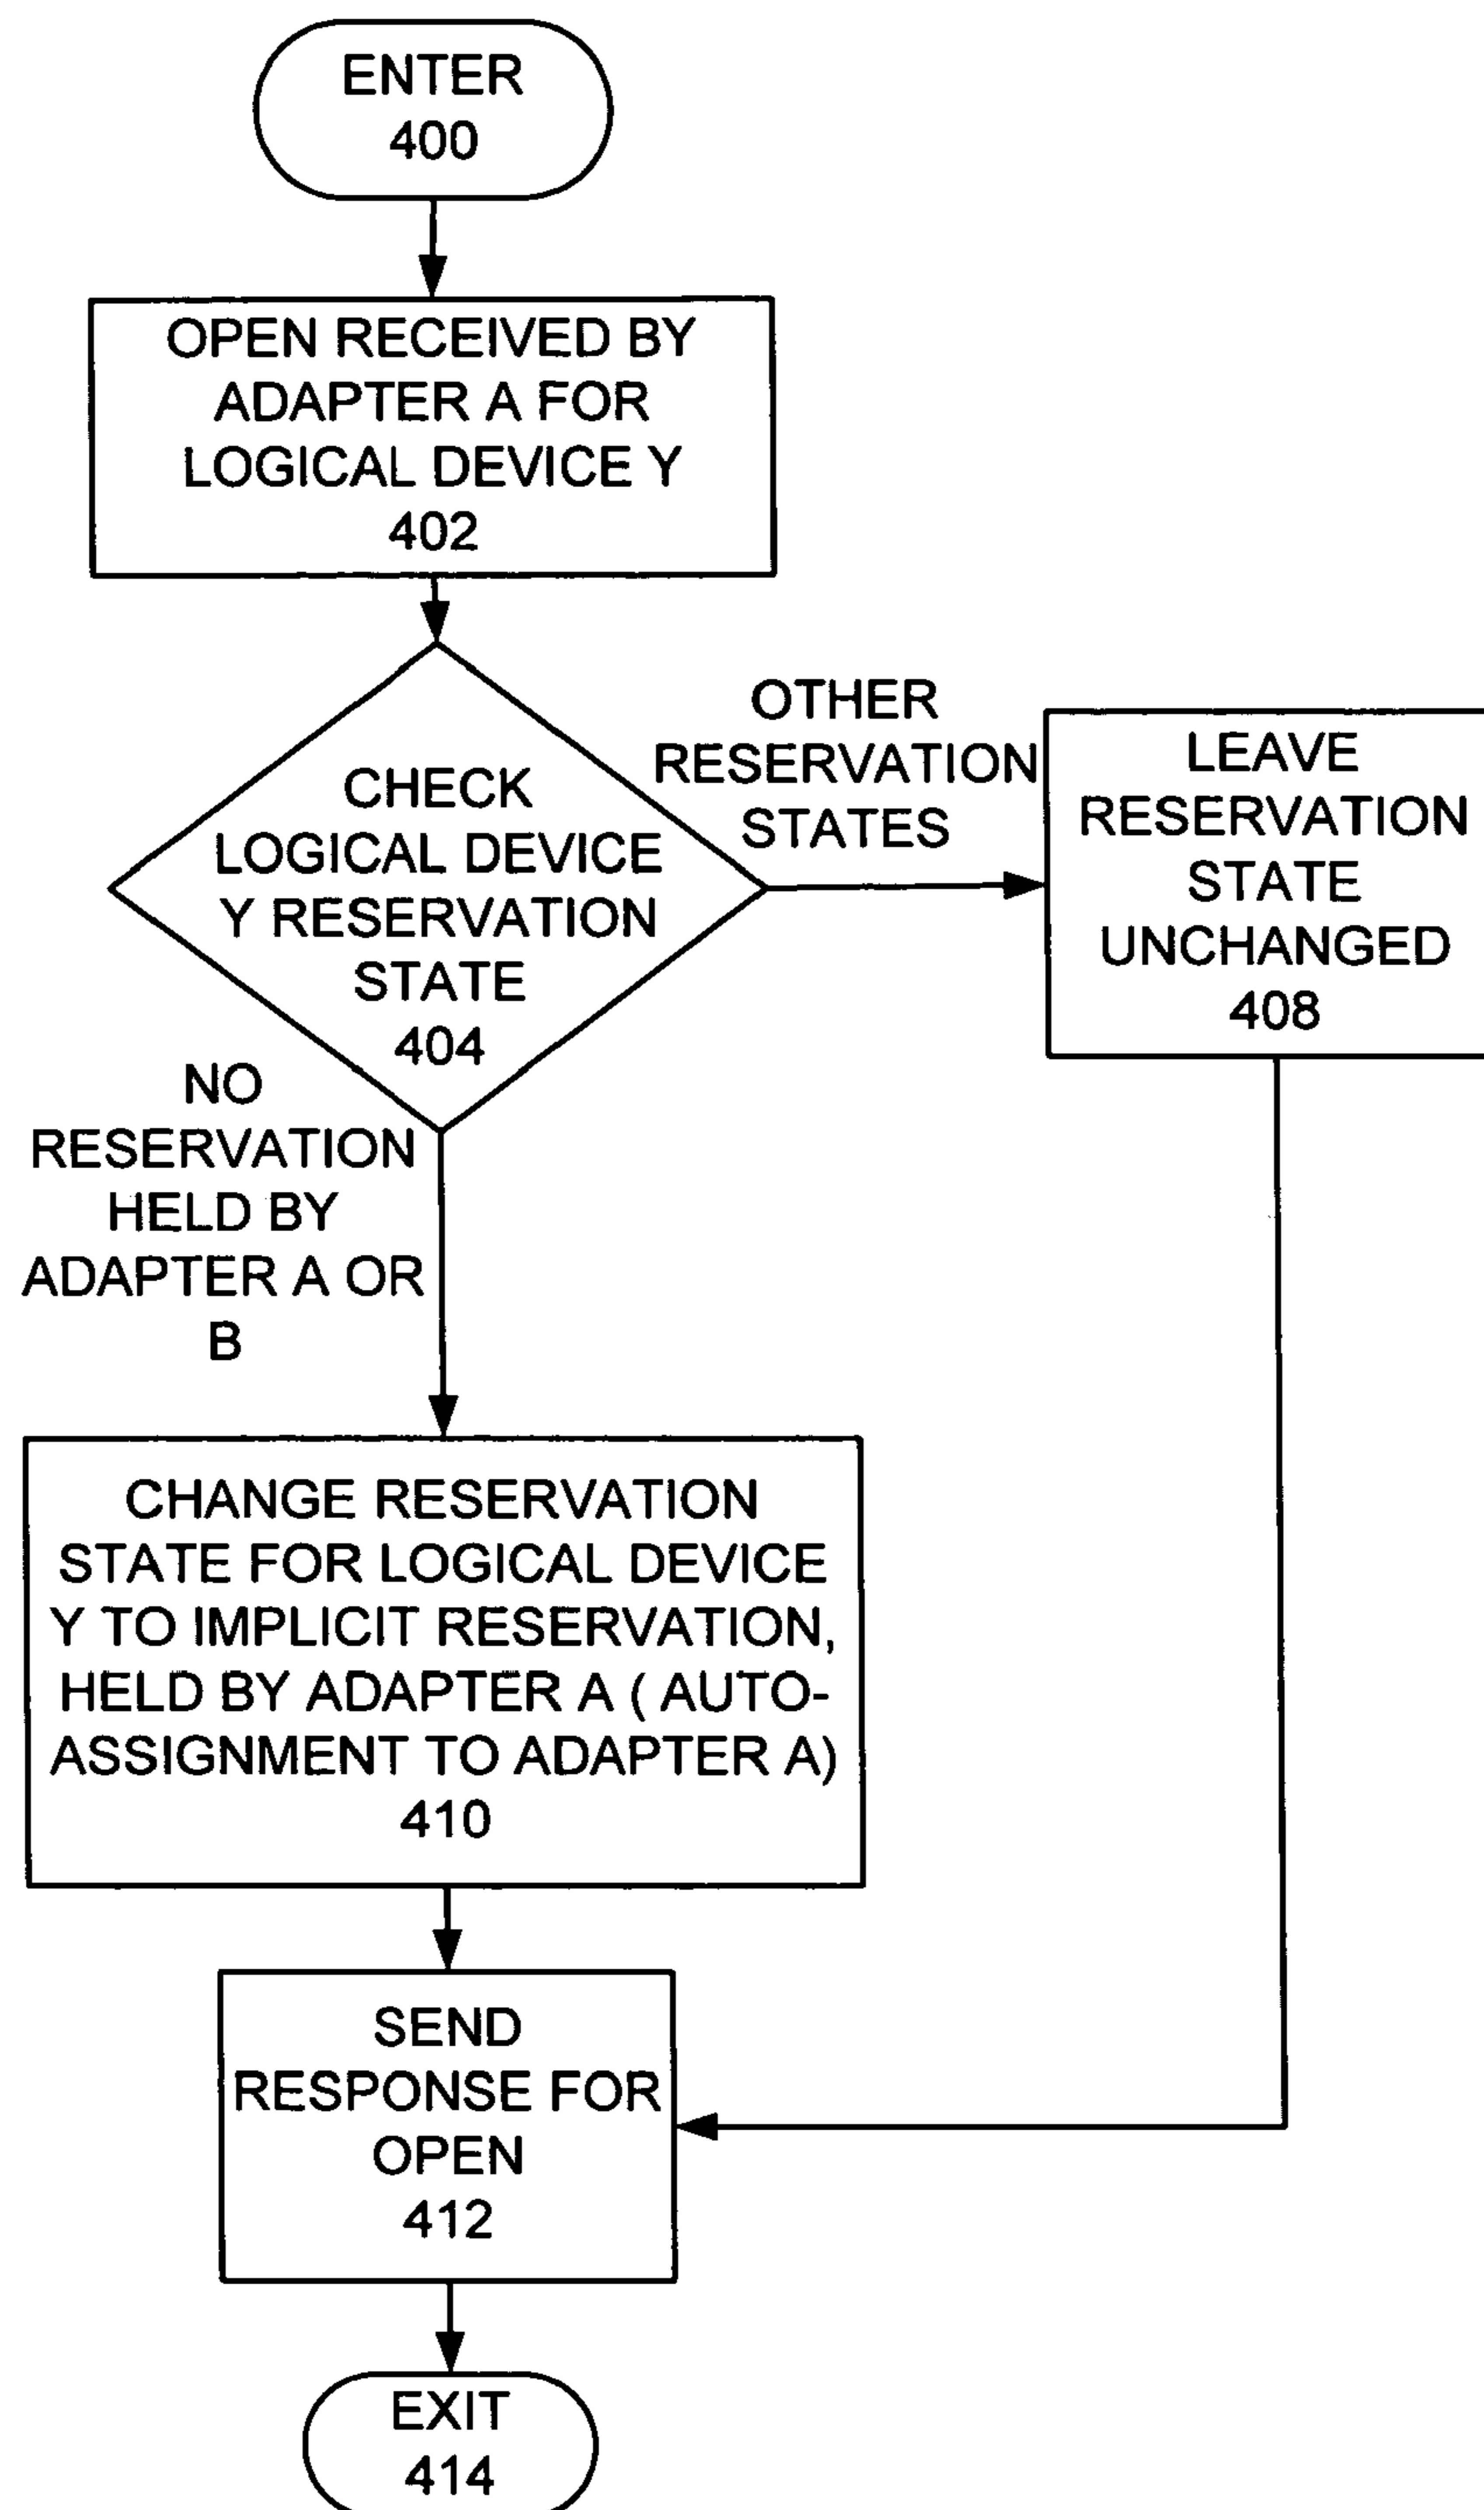 ENTER
400
OPEN RECEIVED BY
ADAPTER A FOR
LOGICAL DEVICE Y
402
CHECK
LOGICAL DEVICE
Y RESERVATION
STATE
404
OTHER
RESERVATION
STATES
LEAVE
RESERVATION
STATE
UNCHANGED
408
NO
RESERVATION
HELD BY
ADAPTER A OR
B
CHANGE RESERVATION
STATE FOR LOGICAL DEVICE
Y TO IMPLICIT RESERVATION,
HELD BY ADAPTER A ( AUTO-
ASSIGNMENT TO ADAPTER A)
410
SEND
RESPONSE FOR
OPEN
412
EXIT
414